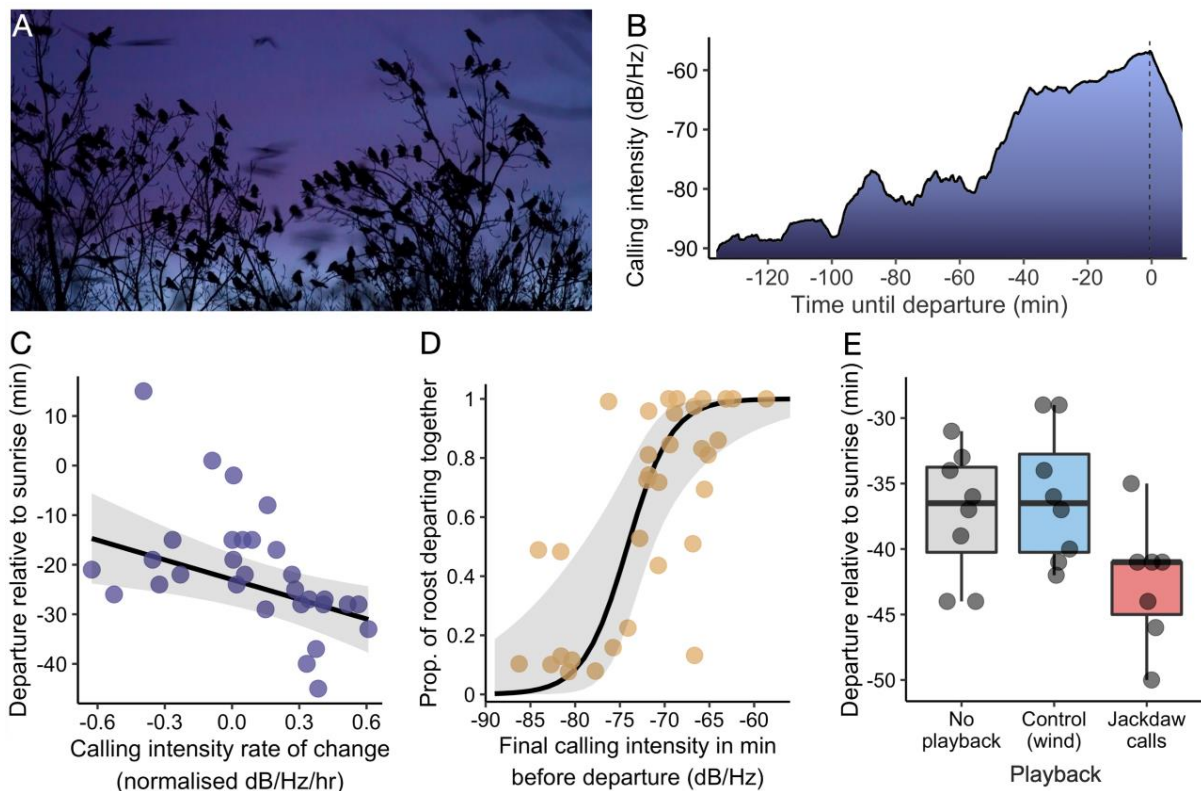 A
B
Calling intensity (dB/Hz)
-60
-70
-80
-90
-120 -100 -80 -60 -40 -20 0
Time until departure (min)
C
Departure relative to sunrise (min)
10
0
-10
-20
-30
-40
-0.6 -0.3 0.0 0.3 0.6
Calling intensity rate of change
(normalised dB/Hz/hr)
D
Prop. of roost departing together
1
0.8
0.6
0.4
0.2
0
-90 -85 -80 -75 -70 -65 -60
Final calling intensity in min
before departure (dB/Hz)
E
Departure relative to sunrise (min)
-30
-35
-40
-45
-50
No playback
Control (wind)
Jackdaw calls
Playback